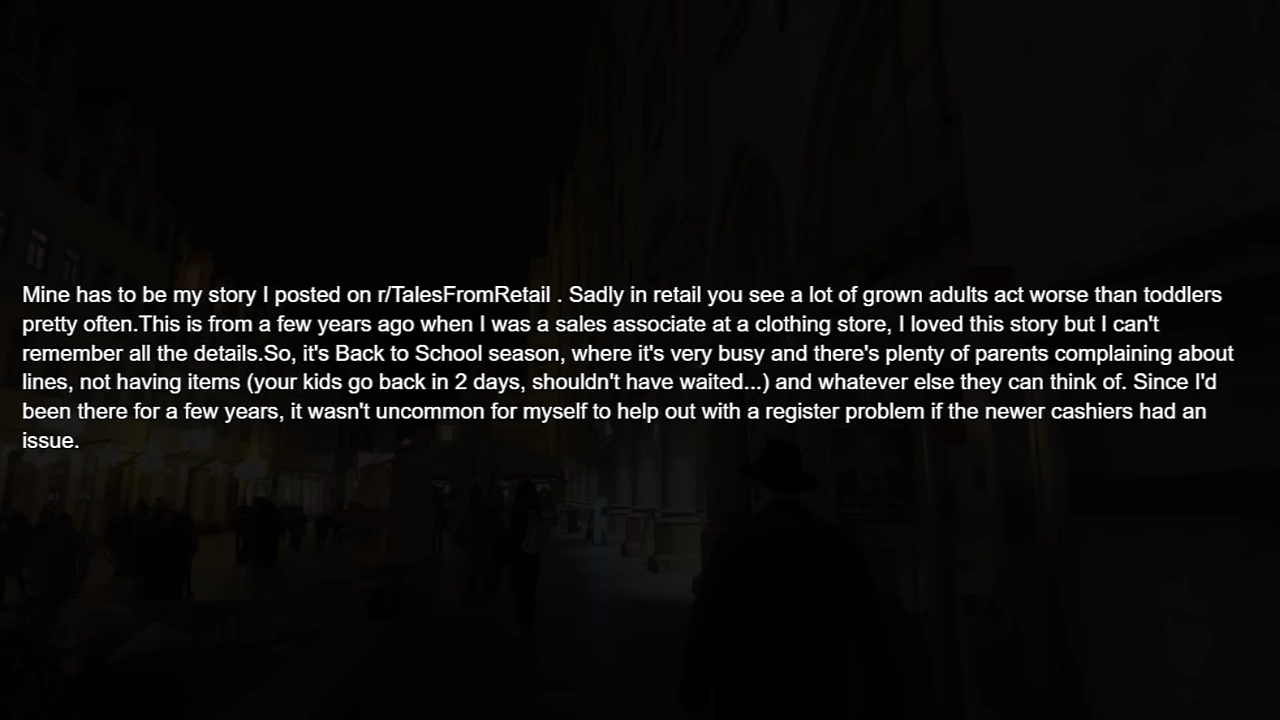 Mine has to be my story I posted on r/TalesFromRetail . Sadly in retail you see a lot of grown adults act worse than toddlers
pretty often.This is from a few years ago when I was a sales associate at a clothing store, I loved this story but I can't
remember all the details.So, it's Back to School season, where it's very busy and there's plenty of parents complaining about
lines, not having items (your kids go back in 2 days, shouldn't have waited...) and whatever else they can think of. Since I'd
been there for a few years, it wasn't uncommon for myself to help out with a register problem if the newer cashiers had an
issue.